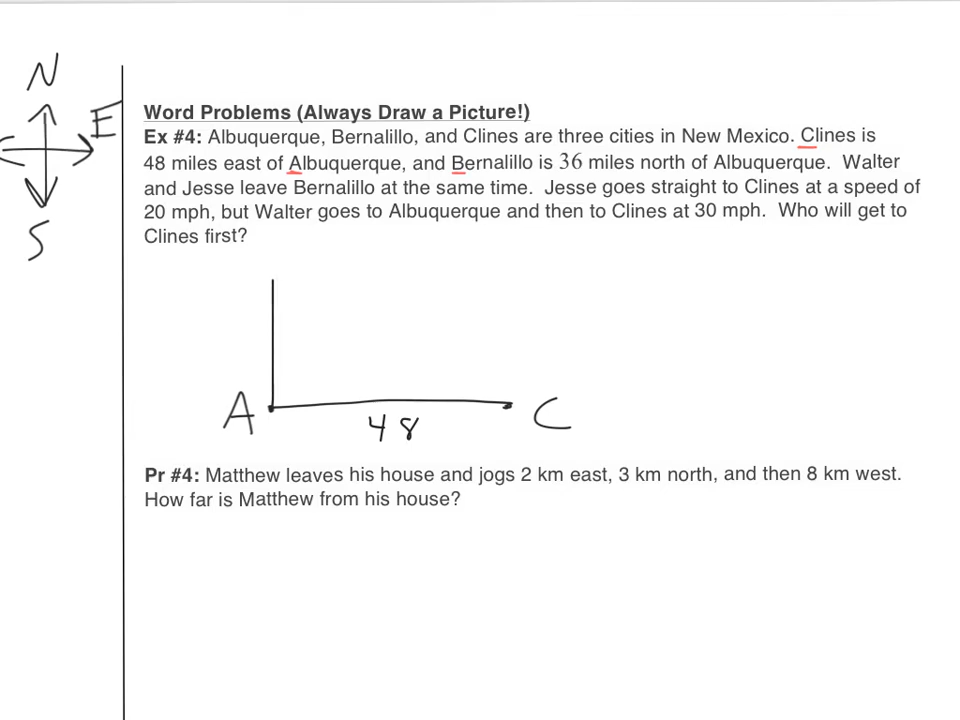 N
E
S
Word Problems (Always Draw a Picture!)
Ex #4: Albuquerque, Bernalillo, and Clines are three cities in New Mexico. Clines is
48 miles east of Albuquerque, and Bernalillo is 36 miles north of Albuquerque. Walter
and Jesse leave Bernalillo at the same time. Jesse goes straight to Clines at a speed of
20 mph, but Walter goes to Albuquerque and then to Clines at 30 mph. Who will get to
Clines first?
A
C
48
Pr #4: Matthew leaves his house and jogs 2 km east, 3 km north, and then 8 km west.
How far is Matthew from his house?